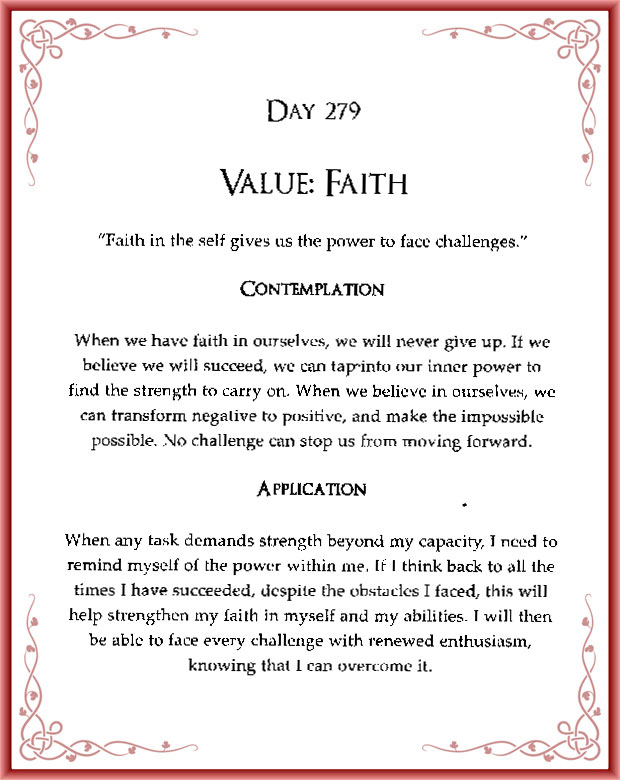 DAY 279
VALUE: FAITH
"Faith in the self gives us the power to face challenges."
CONTEMPLATION
When we have faith in ourselves, we will never give up. If we
believe we will succeed, we can tap into our inner power to
find the strength to carry on. When we believe in ourselves, we
can transform negative to positive, and make the impossible
possible. No challenge can stop us from moving forward.
APPLICATION
When any task demands strength beyond my capacity, I need to
remind myself of the power within me. If I think back to all the
times I have succeeded, despite the obstacles I faced, this will
help strengthen my faith in myself and my abilities. I will then
be able to face every challenge with renewed enthusiasm,
knowing that I can overcome it.